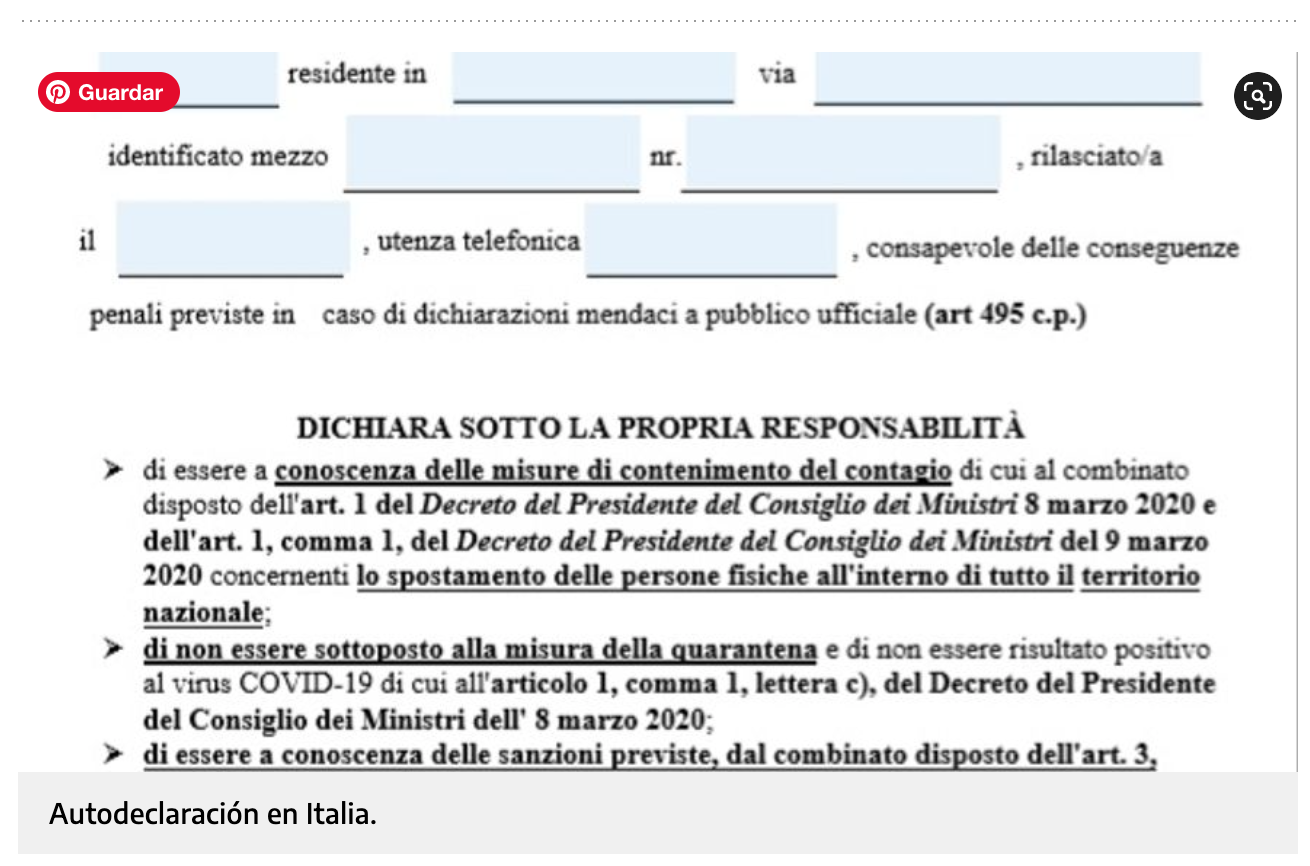 residente in via
Guardar
identificato mezzo nr. , rilasciato/a
il , utenza telefonica , consapevole delle conseguenze
penali previste in caso di dichiarazioni mendaci a pubblico ufficiale (art 495 c.p.)
DICHIARA SOTTO LA PROPRIA RESPONSABILITÀ
➤ di essere a conoscenza delle misure di contenimento del contagio di cui al combinato
disposto dell'art. 1 del Decreto del Presidente del Consiglio dei Ministri 8 marzo 2020 e
dell'art. 1, comma 1, del Decreto del Presidente del Consiglio dei Ministri del 9 marzo
2020 concernenti lo spostamento delle persone fisiche all'interno di tutto il territorio
nazionale;
➤ di non essere sottoposto alla misura della quarantena e di non essere risultato positivo
al virus COVID-19 di cui all'articolo 1, comma 1, lettera c), del Decreto del Presidente
del Consiglio dei Ministri dell' 8 marzo 2020;
➤ di essere a conoscenza delle sanzioni previste, dal combinato disposto dell'art. 3,
Autodeclaración en Italia.